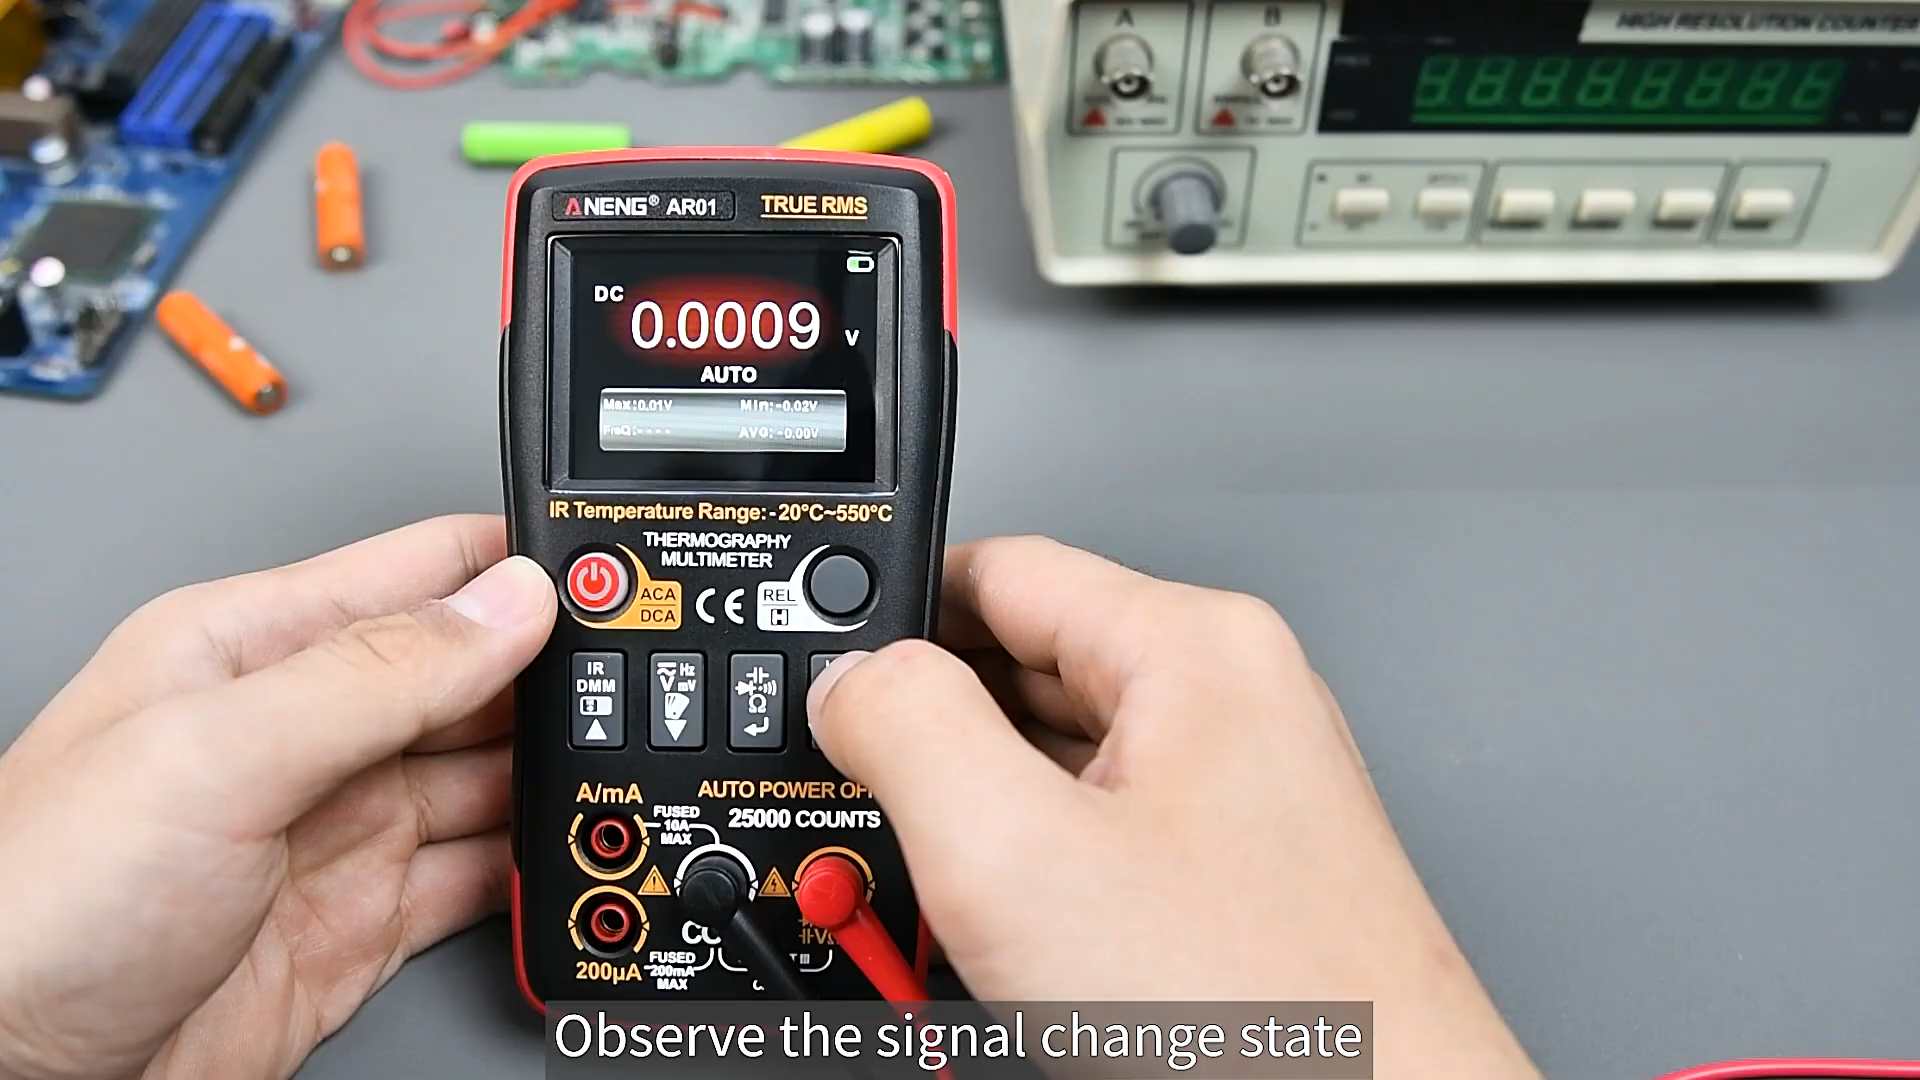 A
B
HIGH RESOLUTION COUNTER
ANENG® AR01
TRUE RMS
DC
0.0009
V
AUTO
Max:0.01V
Min:-0.02V
FreQ:----
AVG:-0.00V
IR Temperature Range:-20°C~550°C
THERMOGRAPHY
MULTIMETER
ACA
DCA
CE
REL
H
IR
DMM
Hz
V mV
Ω
A/mA
AUTO POWER OF
25000 COUNTS
FUSED
10A
MAX
200µA
FUSED
200mA
MAX
Observe the signal change state